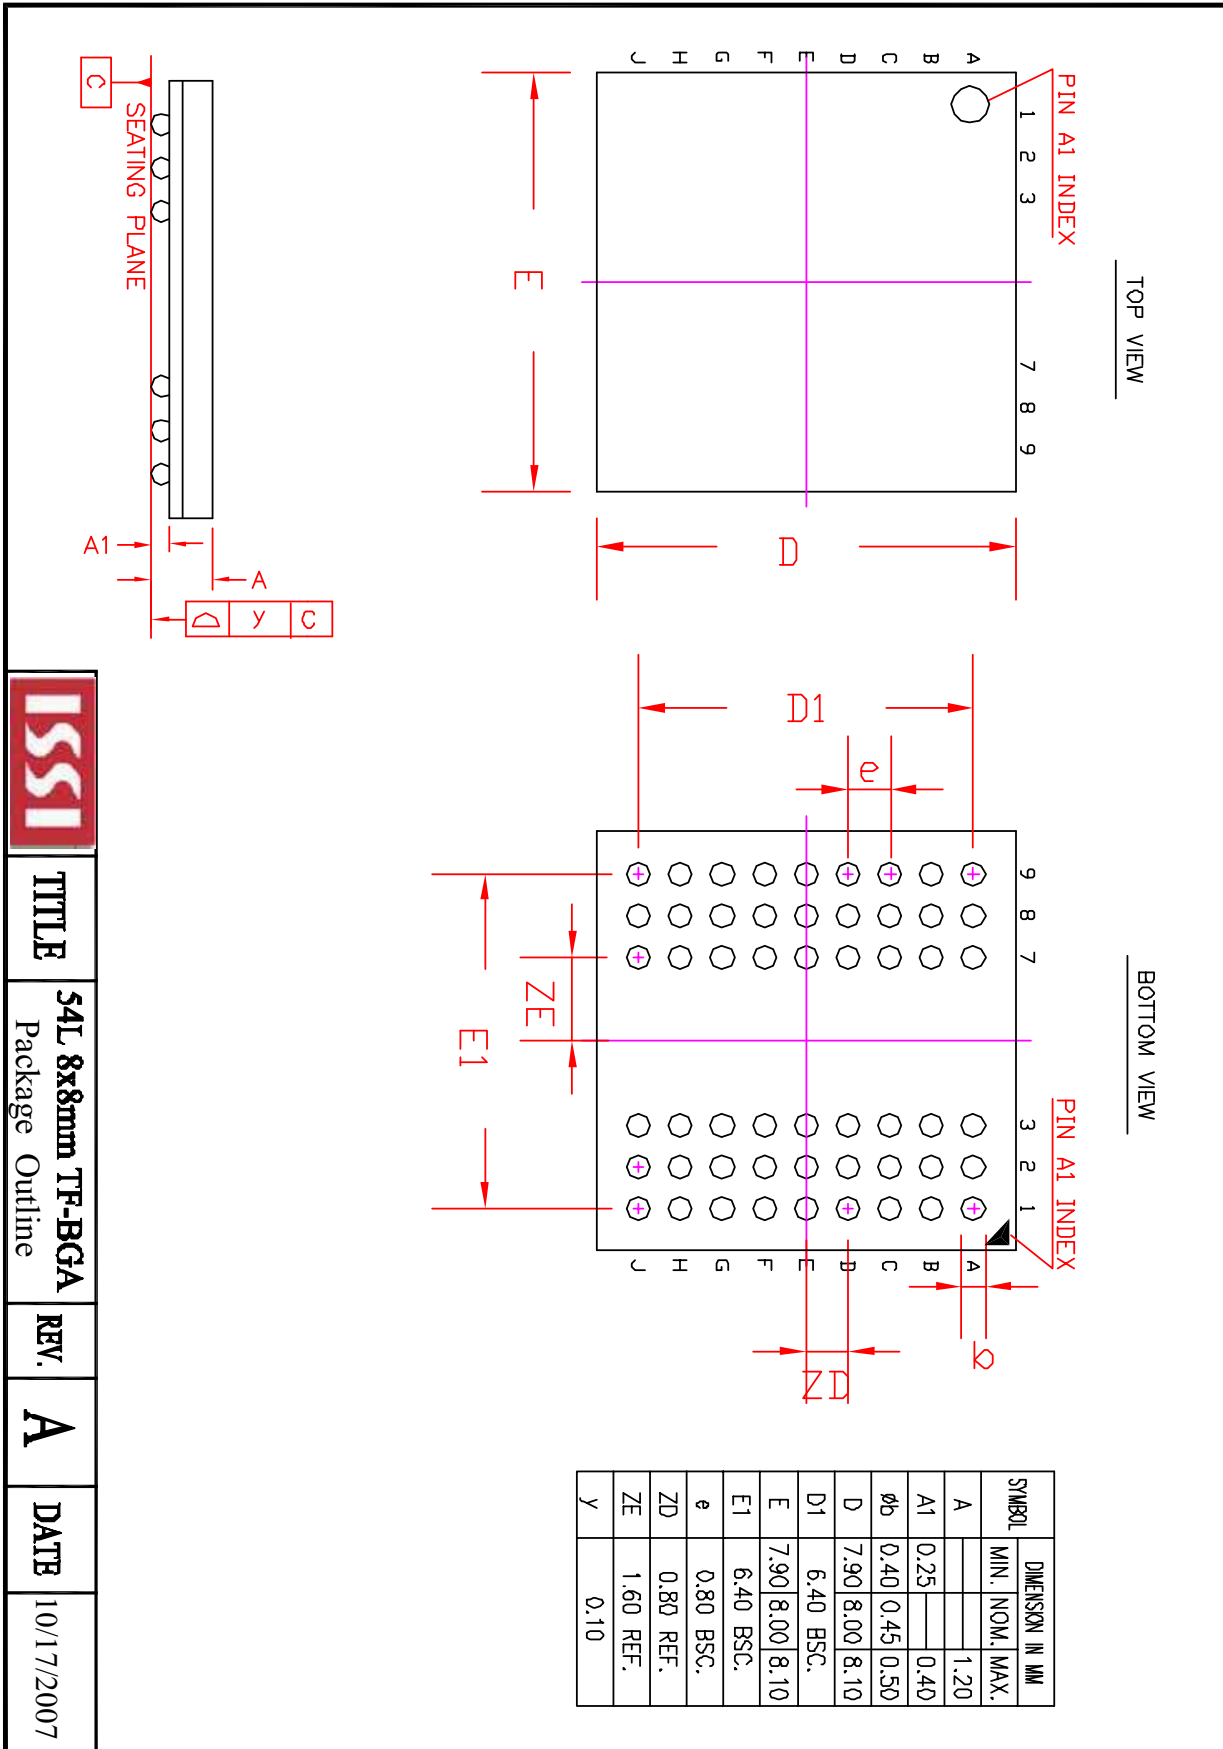 TOP VIEW
PIN A1 INDEX
1 2 3 7 8 9
A
B
C
D
E
F
G
H
J
D
E
BOTTOM VIEW
PIN A1 INDEX
9 8 7 3 2 1
A
B
C
D
E
F
G
H
J
D1
e
b
ZD
ZE
E1
C
SEATING PLANE
A1
A
y C
SYMBOL DIMENSION IN MM
MIN. NOM. MAX.
A 1.20
A1 0.25 0.40
øb 0.40 0.45 0.50
D 7.90 8.00 8.10
D1 6.40 BSC.
E 7.90 8.00 8.10
E1 6.40 BSC.
e 0.80 BSC.
ZD 0.80 REF.
ZE 1.60 REF.
y 0.10
ISSI
TITLE
54L 8x8mm TF-BGA
Package Outline
REV.
A
DATE
10/17/2007